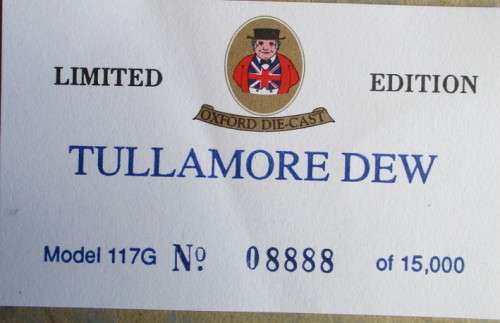 LIMITED EDITION
OXFORD DIE-CAST
TULLAMORE DEW
Model 117G Nº 08888 of 15,000